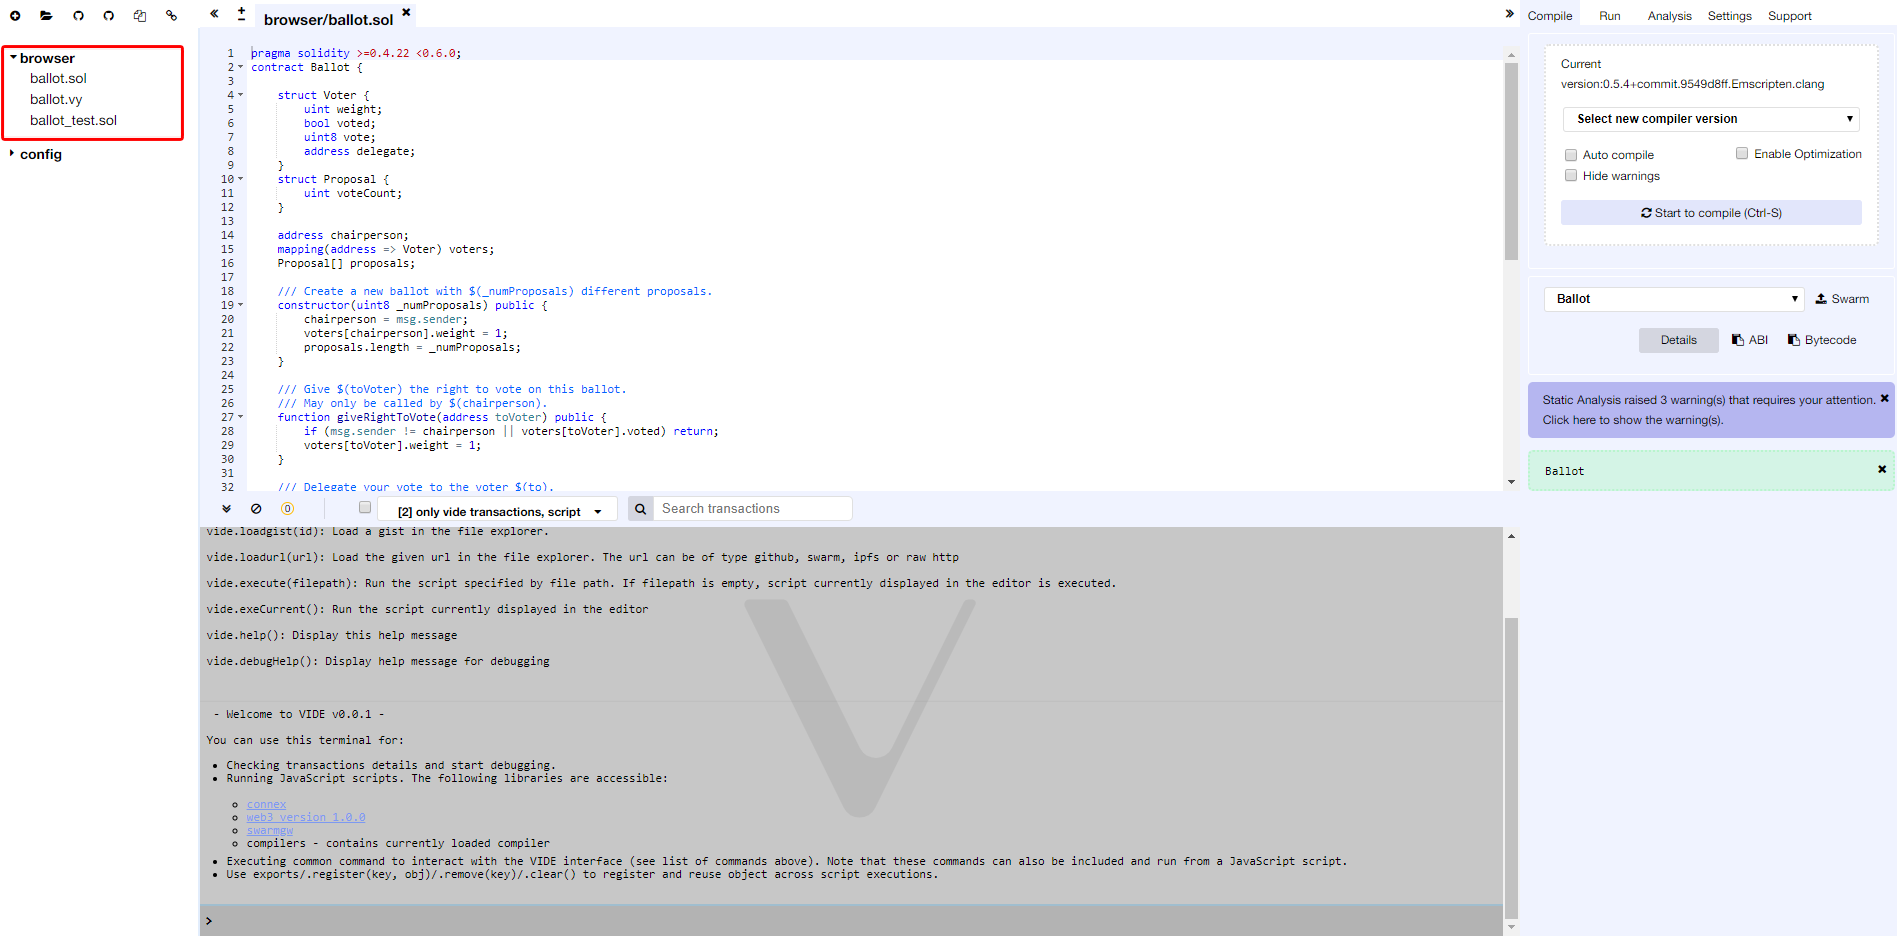 browser
ballot.sol
ballot.vy
ballot_test.sol
config
browser/ballot.sol
1 pragma solidity >=0.4.22 <0.6.0;
2 contract Ballot {
3
4 struct Voter {
5 uint weight;
6 bool voted;
7 uint8 vote;
8 address delegate;
9 }
10 struct Proposal {
11 uint voteCount;
12 }
13
14 address chairperson;
15 mapping(address => Voter) voters;
16 Proposal[] proposals;
17
18 /// Create a new ballot with $(_numProposals) different proposals.
19 constructor(uint8 _numProposals) public {
20 chairperson = msg.sender;
21 voters[chairperson].weight = 1;
22 proposals.length = _numProposals;
23 }
24
25 /// Give $(toVoter) the right to vote on this ballot.
26 /// May only be called by $(chairperson).
27 function giveRightToVote(address toVoter) public {
28 if (msg.sender != chairperson || voters[toVoter].voted) return;
29 voters[toVoter].weight = 1;
30 }
31
32 /// Delegate your vote to the voter $(to).
0
[2] only vide transactions, script
Search transactions
vide.loadgist(id): Load a gist in the file explorer.
vide.loadurl(url): Load the given url in the file explorer. The url can be of type github, swarm, ipfs or raw http
vide.execute(filepath): Run the script specified by file path. If filepath is empty, script currently displayed in the editor is executed.
vide.exeCurrent(): Run the script currently displayed in the editor
vide.help(): Display this help message
vide.debugHelp(): Display help message for debugging
- Welcome to VIDE v0.0.1 -
You can use this terminal for:
Checking transactions details and start debugging.
Running JavaScript scripts. The following libraries are accessible:
connex
web3 version 1.0.0
swarmgw
compilers - contains currently loaded compiler
Executing common command to interact with the VIDE interface (see list of commands above). Note that these commands can also be included and run from a JavaScript script.
Use exports/.register(key, obj)/.remove(key)/.clear() to register and reuse object across script executions.
>
Compile Run Analysis Settings Support
Current
version:0.5.4+commit.9549d8ff.Emscripten.clang
Select new compiler version
Auto compile Enable Optimization
Hide warnings
Start to compile (Ctrl-S)
Ballot Swarm
Details ABI Bytecode
Static Analysis raised 3 warning(s) that requires your attention.
Click here to show the warning(s).
Ballot